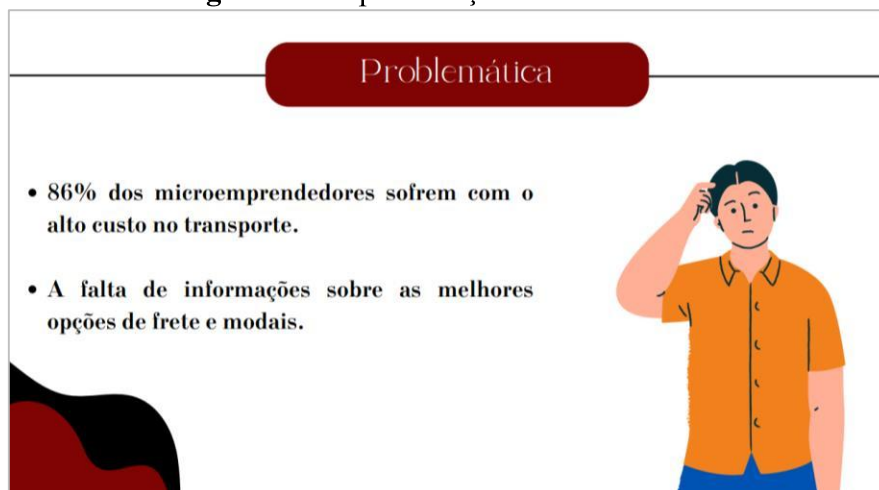 Problemática
• 86% dos microemprendedores sofrem com o
alto custo no transporte.
• A falta de informações sobre as melhores
opções de frete e modais.